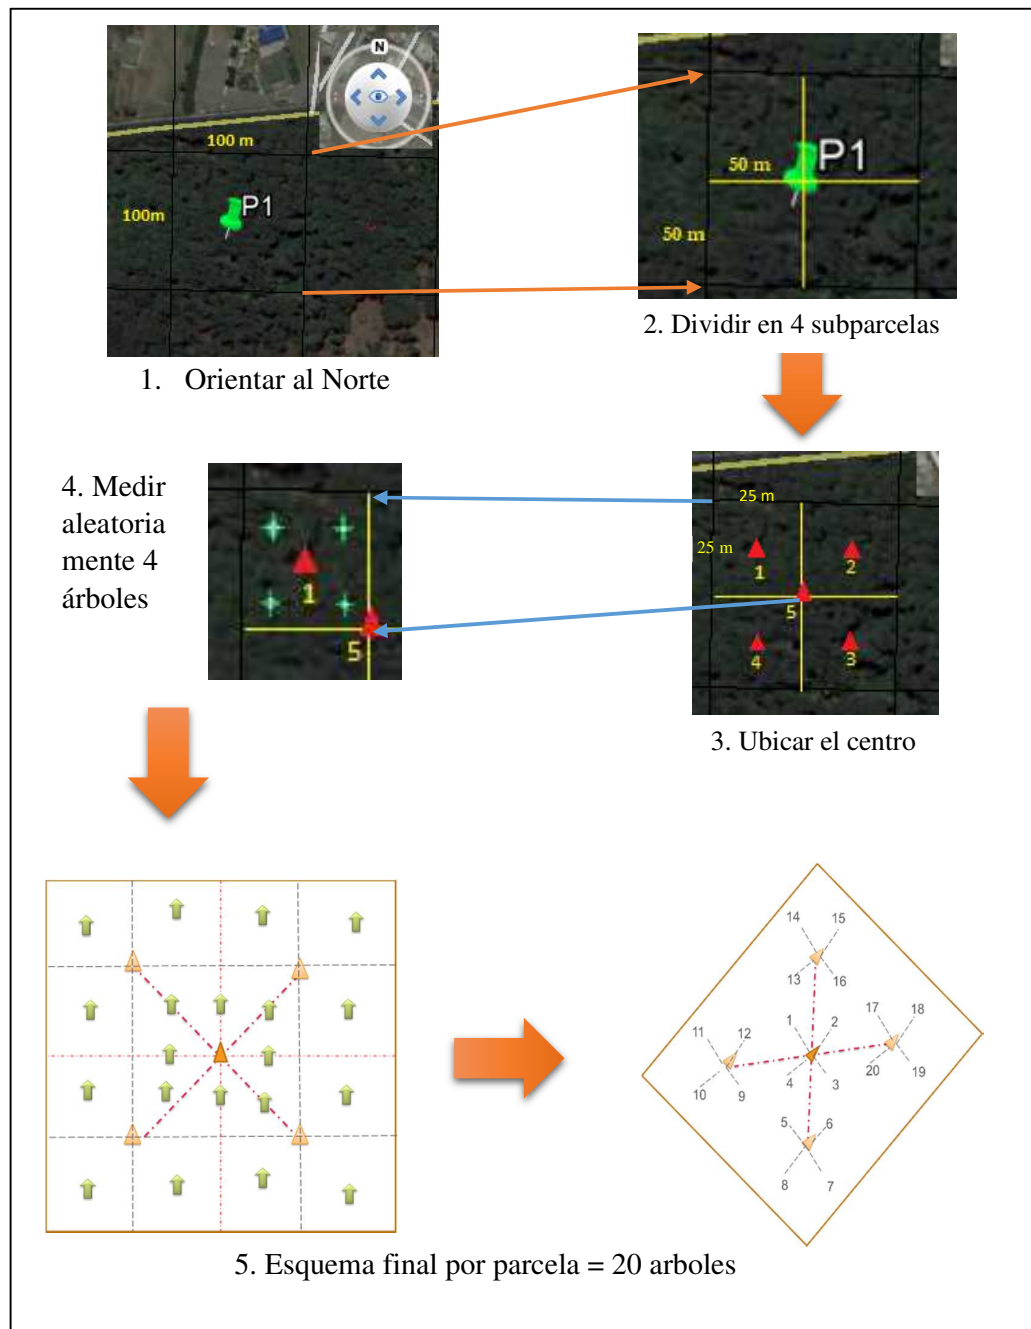 N
100 m
100m
P1
1. Orientar al Norte
P1
50 m
50 m
2. Dividir en 4 subparcelas
25 m
25 m
1
2
5
4
3
3. Ubicar el centro
4. Medir
aleatoria
mente 4
árboles
1
5
14 15
13 16
17 18
11 12 1 2
10 9 4 3 20 19
5 6
8 7
5. Esquema final por parcela = 20 arboles